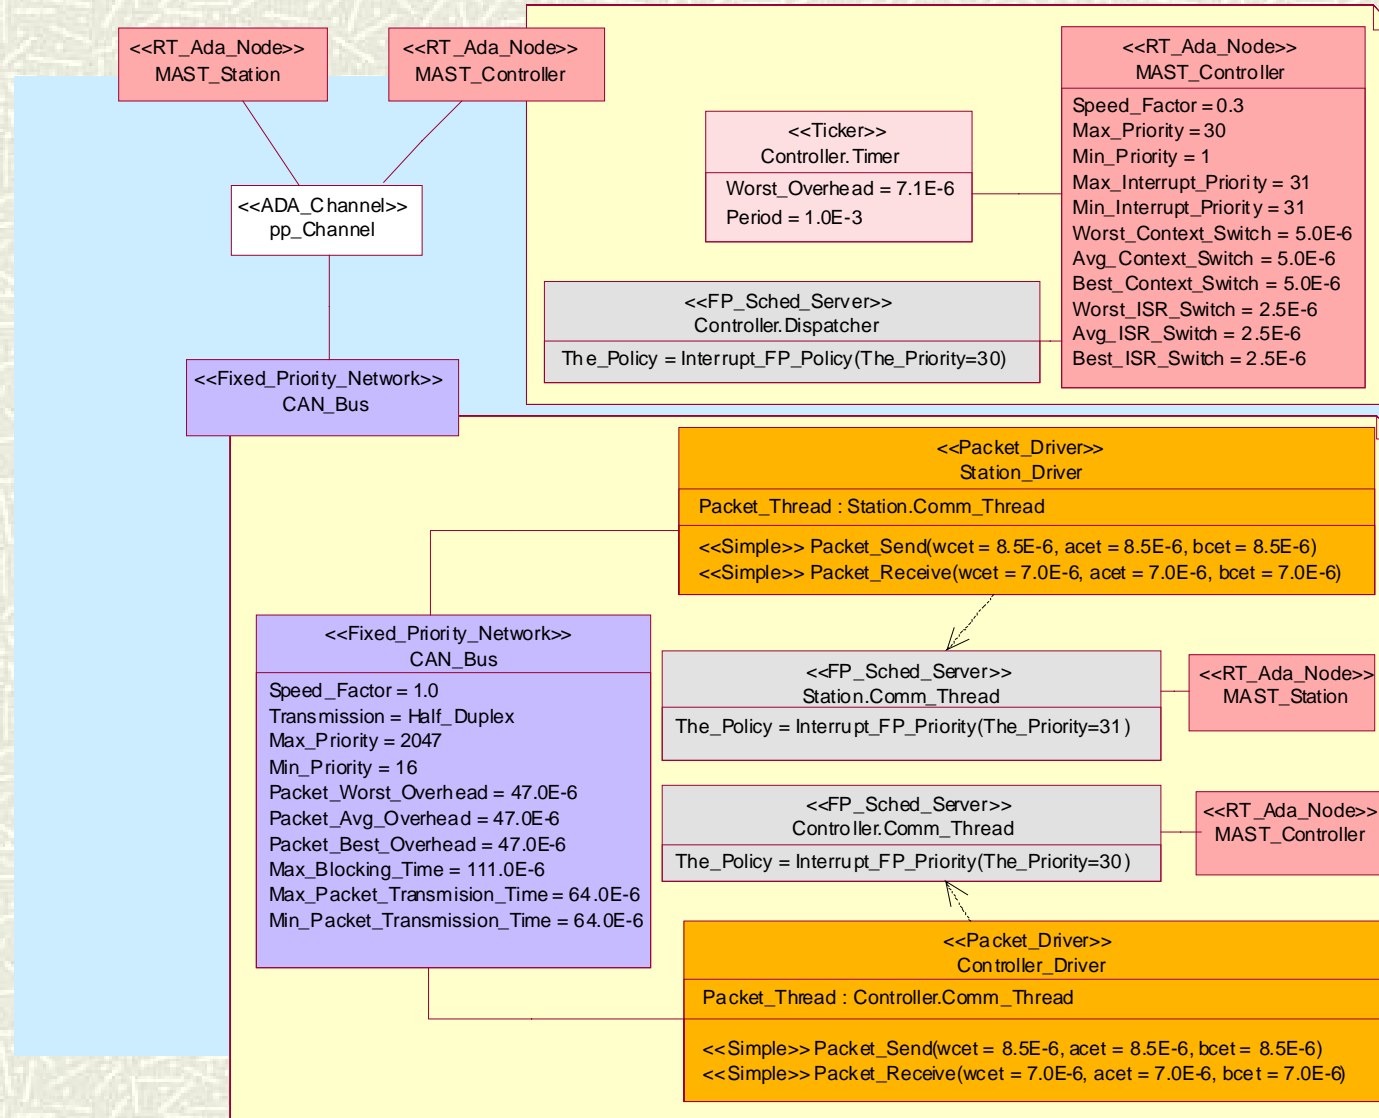 <<RT_Ada_Node>>
MAST_Station
<<RT_Ada_Node>>
MAST_Controller
<<ADA_Channel>>
pp_Channel
<<Fixed_Priority_Network>>
CAN_Bus
<<Ticker>>
Controller.Timer
Worst_Overhead = 7.1E-6
Period = 1.0E-3
<<FP_Sched_Server>>
Controller.Dispatcher
The_Policy = Interrupt_FP_Policy(The_Priority=30)
<<RT_Ada_Node>>
MAST_Controller
Speed_Factor = 0.3
Max_Priority = 30
Min_Priority = 1
Max_Interrupt_Priority = 31
Min_Interrupt_Priority = 31
Worst_Context_Switch = 5.0E-6
Avg_Context_Switch = 5.0E-6
Best_Context_Switch = 5.0E-6
Worst_ISR_Switch = 2.5E-6
Avg_ISR_Switch = 2.5E-6
Best_ISR_Switch = 2.5E-6
<<Packet_Driver>>
Station_Driver
Packet_Thread : Station.Comm_Thread
<<Simple>> Packet_Send(wcet = 8.5E-6, acet = 8.5E-6, bcet = 8.5E-6)
<<Simple>> Packet_Receive(wcet = 7.0E-6, acet = 7.0E-6, bcet = 7.0E-6)
<<Fixed_Priority_Network>>
CAN_Bus
Speed_Factor = 1.0
Transmission = Half_Duplex
Max_Priority = 2047
Min_Priority = 16
Packet_Worst_Overhead = 47.0E-6
Packet_Avg_Overhead = 47.0E-6
Packet_Best_Overhead = 47.0E-6
Max_Blocking_Time = 111.0E-6
Max_Packet_Transmision_Time = 64.0E-6
Min_Packet_Transmission_Time = 64.0E-6
<<FP_Sched_Server>>
Station.Comm_Thread
The_Policy = Interrupt_FP_Priority(The_Priority=31)
<<RT_Ada_Node>>
MAST_Station
<<FP_Sched_Server>>
Controller.Comm_Thread
The_Policy = Interrupt_FP_Priority(The_Priority=30)
<<RT_Ada_Node>>
MAST_Controller
<<Packet_Driver>>
Controller_Driver
Packet_Thread : Controller.Comm_Thread
<<Simple>> Packet_Send(wcet = 8.5E-6, acet = 8.5E-6, bcet = 8.5E-6)
<<Simple>> Packet_Receive(wcet = 7.0E-6, acet = 7.0E-6, bcet = 7.0E-6)